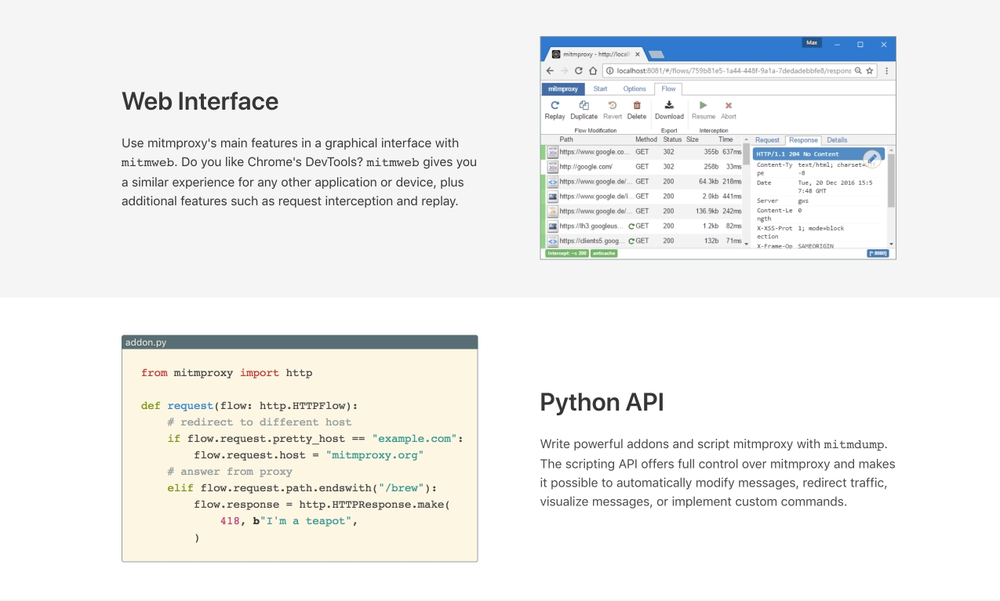 Web Interface
Use mitmproxy's main features in a graphical interface with
mitmweb. Do you like Chrome's DevTools? mitmweb gives you
a similar experience for any other application or device, plus
additional features such as request interception and replay.
Max
mitmproxy - http://local
localhost:8081/#/flows/759b81e5-1a44-448f-9a1a-7dedadebbfe8/respons
mitmproxy Start Options Flow
Replay Duplicate Revert Delete Download Resume Abort
Flow Modification Export Interception
Path Method Status Size Time
https://www.google.co... GET 302 355b 637ms
http://google.com/ GET 302 258b 33ms
https://www.google.de/... GET 200 64.3kb 218ms
https://www.google.de/i... GET 200 2.0kb 441ms
https://www.google.de/... GET 200 136.9kb 242ms
https://lh3.googleus... GET 200 1.2kb 82ms
https://clients5.goog... GET 200 132b 71ms
Request Response Details
HTTP/1.1 204 No Content
Content-Ty text/html; charset=
pe -8
Date Tue, 20 Dec 2016 15:5
7:48 GMT
Server gws
Content-Le 0
ngth
X-XSS-Prot 1; mode=block
ection
X-Frame-Op SAMEORIGIN
Intercept: ~c 200 anticache [*:8080]
addon.py
from mitmproxy import http
def request(flow: http.HTTPFlow):
# redirect to different host
if flow.request.pretty_host == "example.com":
flow.request.host = "mitmproxy.org"
# answer from proxy
elif flow.request.path.endswith("/brew"):
flow.response = http.HTTPResponse.make(
418, b"I'm a teapot",
)
Python API
Write powerful addons and script mitmproxy with mitmdump.
The scripting API offers full control over mitmproxy and makes
it possible to automatically modify messages, redirect traffic,
visualize messages, or implement custom commands.